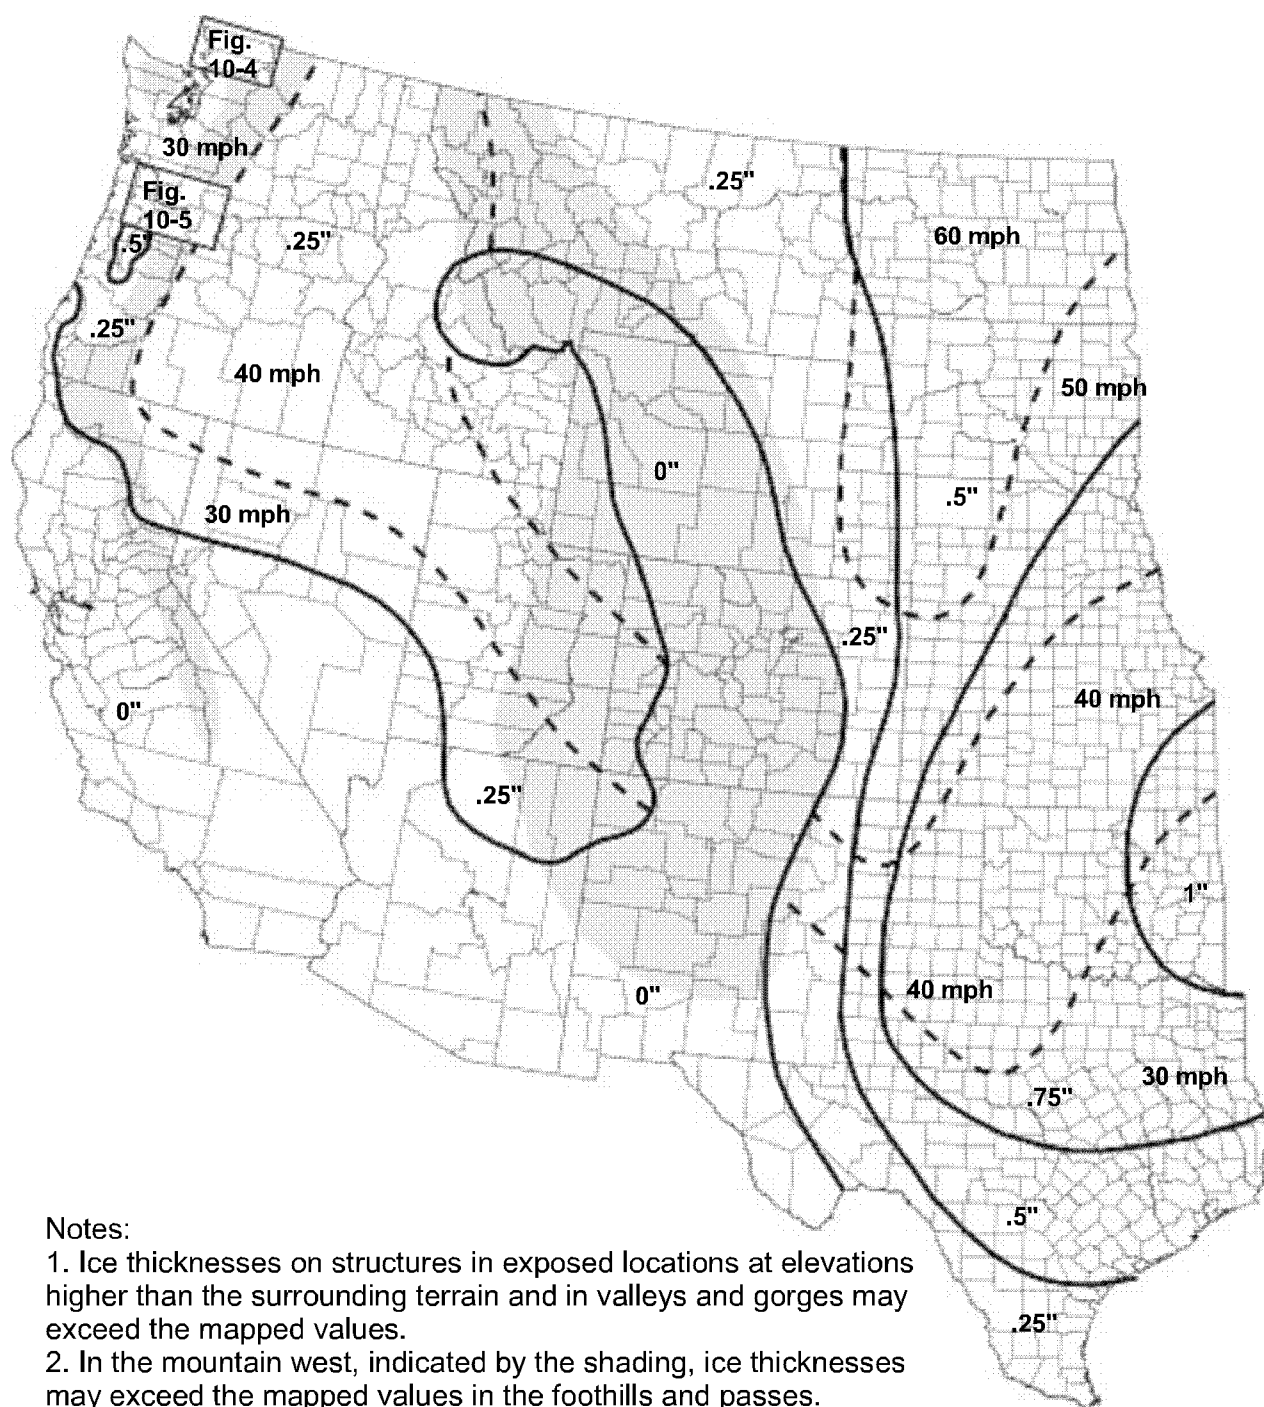 Fig.
10-4
30 mph
Fig.
10-5
.5"
.25"
.25"
60 mph
.25"
40 mph
50 mph
0"
.5"
30 mph
.25"
40 mph
0"
.25"
1"
0"
40 mph
30 mph
.75"
.5"
.25"
Notes:
1. Ice thicknesses on structures in exposed locations at elevations
higher than the surrounding terrain and in valleys and gorges may
exceed the mapped values.
2. In the mountain west, indicated by the shading, ice thicknesses
may exceed the mapped values in the foothills and passes.